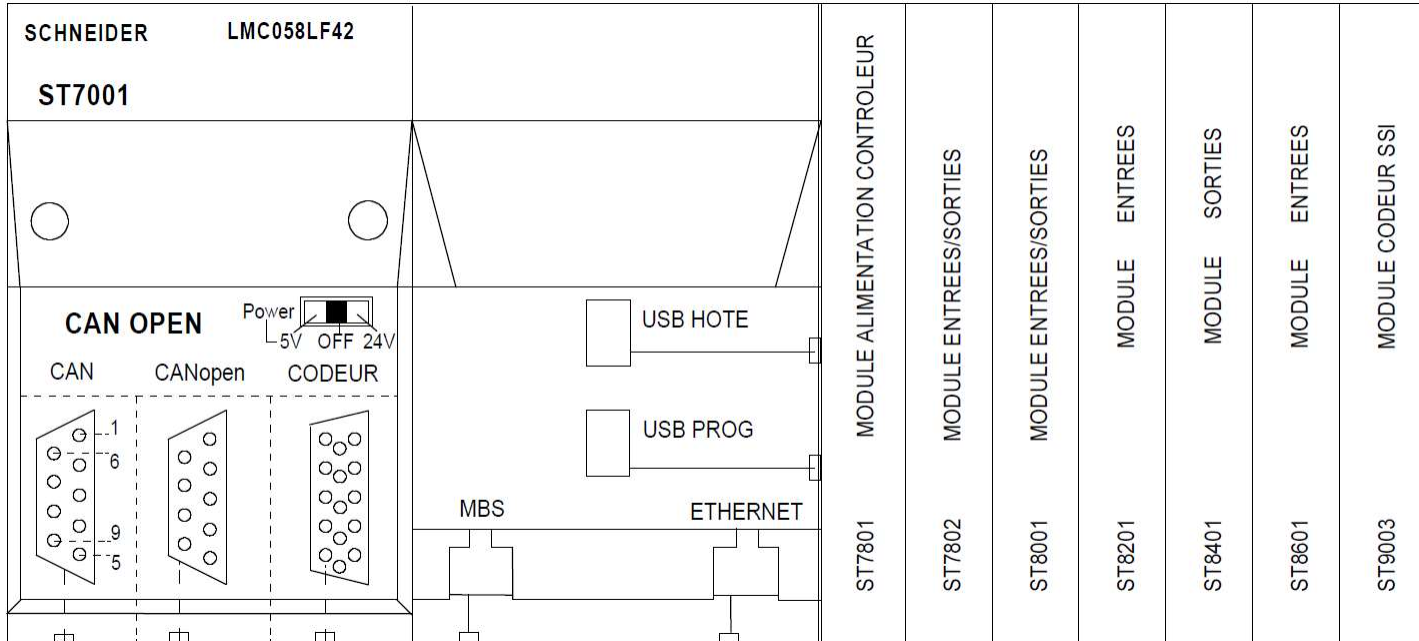 SCHNEIDER LMC058LF42
ST7001
CAN OPEN
Power
5V OFF 24V
CAN CANopen CODEUR
1
6
9
5
USB HOTE
USB PROG
MBS ETHERNET
ST7801 MODULE ALIMENTATION CONTROLEUR
ST7802 MODULE ENTREES/SORTIES
ST8001 MODULE ENTREES/SORTIES
ST8201 MODULE ENTREES
ST8401 MODULE SORTIES
ST8601 MODULE ENTREES
ST9003 MODULE CODEUR SSI